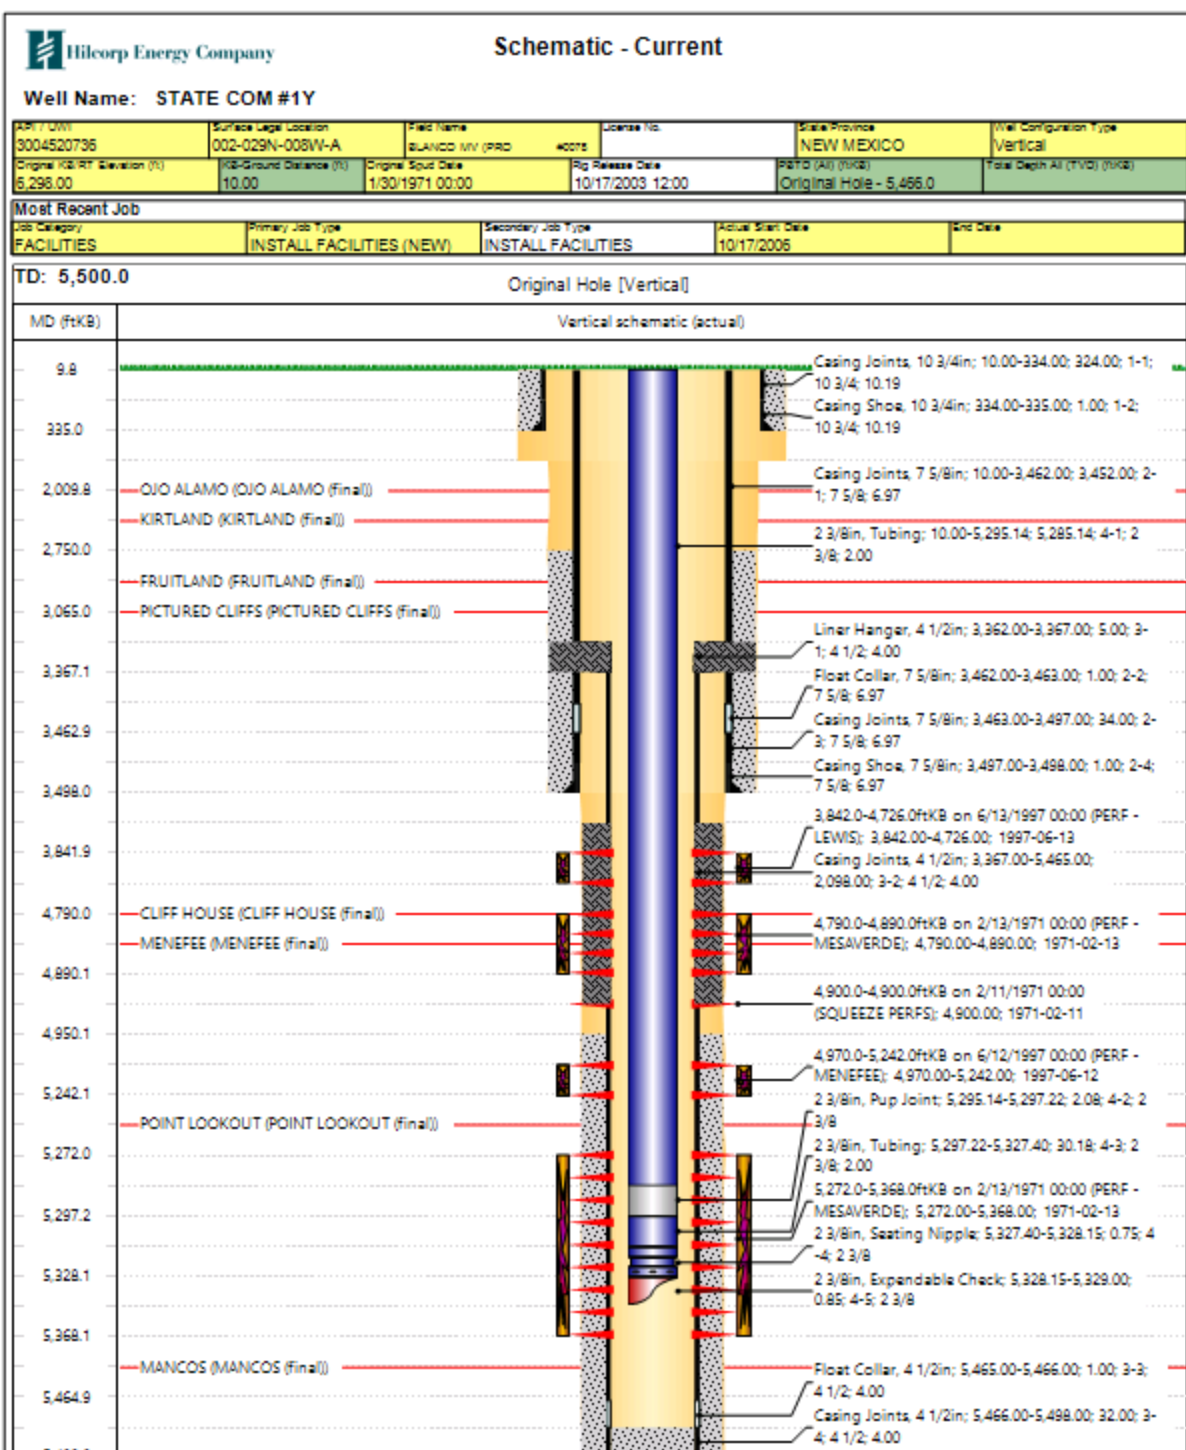 Hilcorp Energy Company
Schematic - Current
Well Name: STATE COM #1Y
API / UWI
3004520736
Surface Legal Location
002-029N-008W-A
Field Name
BLANCO MV (PRO #0078
License No.
State/Province
NEW MEXICO
Well Configuration Type
Vertical
Original KB/RT Elevation (ft)
6,298.00
KB-Ground Distance (ft)
10.00
Original Spud Date
1/30/1971 00:00
Rig Release Date
10/17/2003 12:00
PBTD (All) (ftKB)
Original Hole - 5,466.0
Total Depth All (TVD) (ftKB)
Most Recent Job
Job Category
FACILITIES
Primary Job Type
INSTALL FACILITIES (NEW)
Secondary Job Type
INSTALL FACILITIES
Actual Start Date
10/17/2006
End Date
TD: 5,500.0
Original Hole [Vertical]
MD (ftKB)
Vertical schematic (actual)
9.8
Casing Joints, 10 3/4in; 10.00-334.00; 324.00; 1-1;
10 3/4; 10.19
Casing Shoe, 10 3/4in; 334.00-335.00; 1.00; 1-2;
10 3/4; 10.19
335.0
Casing Joints, 7 5/8in; 10.00-3,462.00; 3,452.00; 2-
1; 7 5/8; 6.97
2,009.8
OJO ALAMO (OJO ALAMO (final))
KIRTLAND (KIRTLAND (final))
2 3/8in, Tubing; 10.00-5,295.14; 5,285.14; 4-1; 2
3/8; 2.00
2,750.0
FRUITLAND (FRUITLAND (final))
3,065.0
PICTURED CLIFFS (PICTURED CLIFFS (final))
Liner Hanger, 4 1/2in; 3,362.00-3,367.00; 5.00; 3-
1; 4 1/2; 4.00
3,367.1
Float Collar, 7 5/8in; 3,462.00-3,463.00; 1.00; 2-2;
7 5/8; 6.97
Casing Joints, 7 5/8in; 3,463.00-3,497.00; 34.00; 2-
3; 7 5/8; 6.97
3,462.9
Casing Shoe, 7 5/8in; 3,497.00-3,498.00; 1.00; 2-4;
7 5/8; 6.97
3,498.0
3,842.0-4,726.0ftKB on 6/13/1997 00:00 (PERF -
LEWIS); 3,842.00-4,726.00; 1997-06-13
3,841.9
Casing Joints, 4 1/2in; 3,367.00-5,465.00;
2,098.00; 3-2; 4 1/2; 4.00
4,790.0
CLIFF HOUSE (CLIFF HOUSE (final))
4,790.0-4,890.0ftKB on 2/13/1971 00:00 (PERF -
MESAVERDE); 4,790.00-4,890.00; 1971-02-13
MENEFEE (MENEFEE (final))
4,890.1
4,900.0-4,900.0ftKB on 2/11/1971 00:00
(SQUEEZE PERFS); 4,900.00; 1971-02-11
4,950.1
4,970.0-5,242.0ftKB on 6/12/1997 00:00 (PERF -
MENEFEE); 4,970.00-5,242.00; 1997-06-12
5,242.1
2 3/8in, Pup Joint; 5,295.14-5,297.22; 2.08; 4-2; 2
3/8
POINT LOOKOUT (POINT LOOKOUT (final))
2 3/8in, Tubing; 5,297.22-5,327.40; 30.18; 4-3; 2
3/8; 2.00
5,272.0
5,272.0-5,368.0ftKB on 2/13/1971 00:00 (PERF -
MESAVERDE); 5,272.00-5,368.00; 1971-02-13
5,297.2
2 3/8in, Seating Nipple; 5,327.40-5,328.15; 0.75; 4
-4; 2 3/8
5,328.1
2 3/8in, Expendable Check; 5,328.15-5,329.00;
0.85; 4-5; 2 3/8
5,368.1
MANCOS (MANCOS (final))
Float Collar, 4 1/2in; 5,465.00-5,466.00; 1.00; 3-3;
4 1/2; 4.00
5,464.9
Casing Joints, 4 1/2in; 5,466.00-5,498.00; 32.00; 3-
4; 4 1/2; 4.00